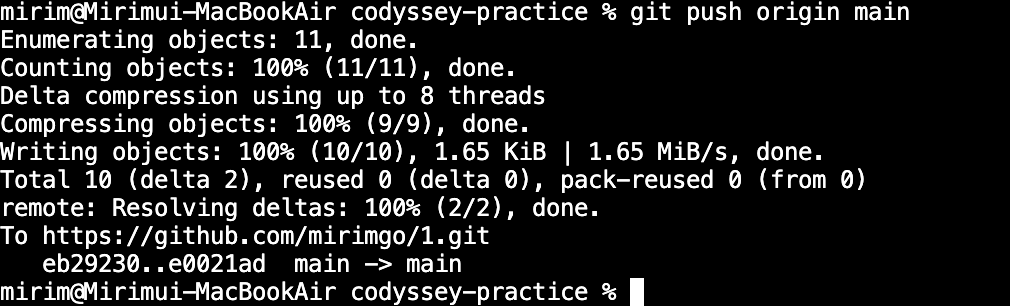 mirim@Mirimui-MacBookAir codyssey-practice % git push origin main
Enumerating objects: 11, done.
Counting objects: 100% (11/11), done.
Delta compression using up to 8 threads
Compressing objects: 100% (9/9), done.
Writing objects: 100% (10/10), 1.65 KiB | 1.65 MiB/s, done.
Total 10 (delta 2), reused 0 (delta 0), pack-reused 0 (from 0)
remote: Resolving deltas: 100% (2/2), done.
To https://github.com/mirimgo/1.git
   eb29230..e0021ad  main -> main
mirim@Mirimui-MacBookAir codyssey-practice %